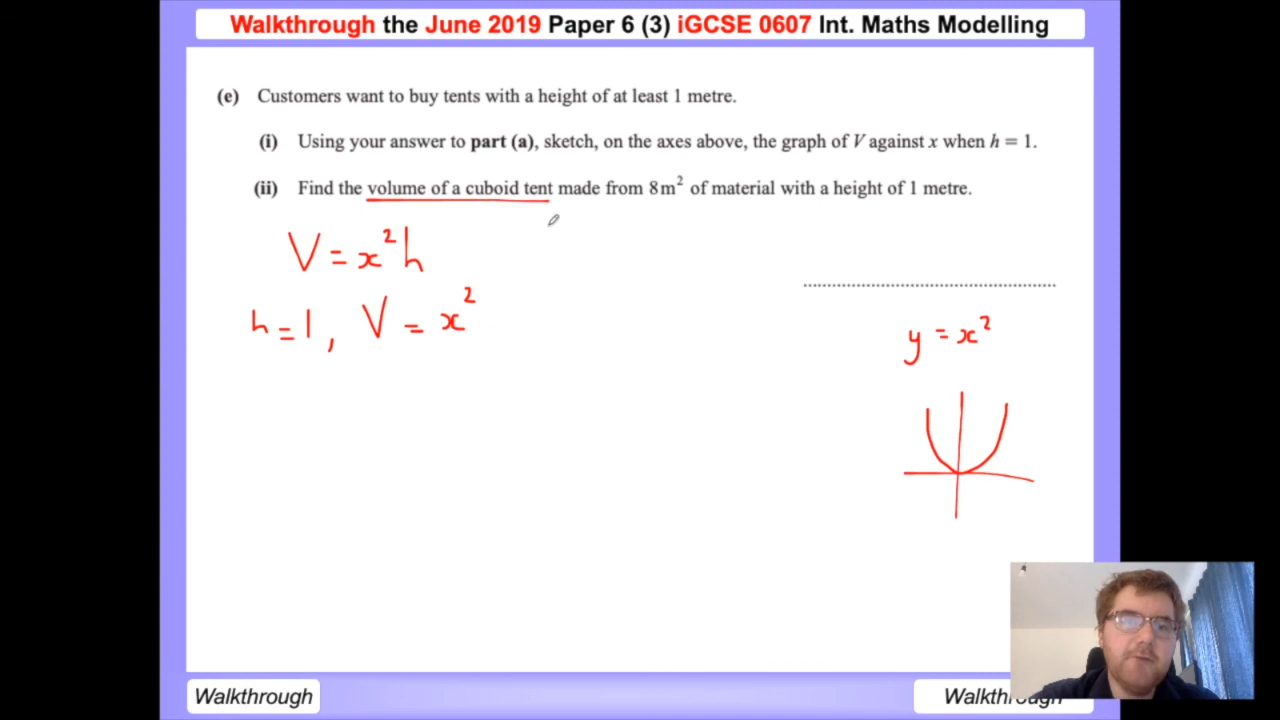 Walkthrough the June 2019 Paper 6 (3) iGCSE 0607 Int. Maths Modelling
(e) Customers want to buy tents with a height of at least 1 metre.
(i) Using your answer to part (a), sketch, on the axes above, the graph of V against x when h = 1.
(ii) Find the volume of a cuboid tent made from 8 m² of material with a height of 1 metre.
V = x²h
h = 1, V = x²
y = x²
Walkthrough
Walkthrough